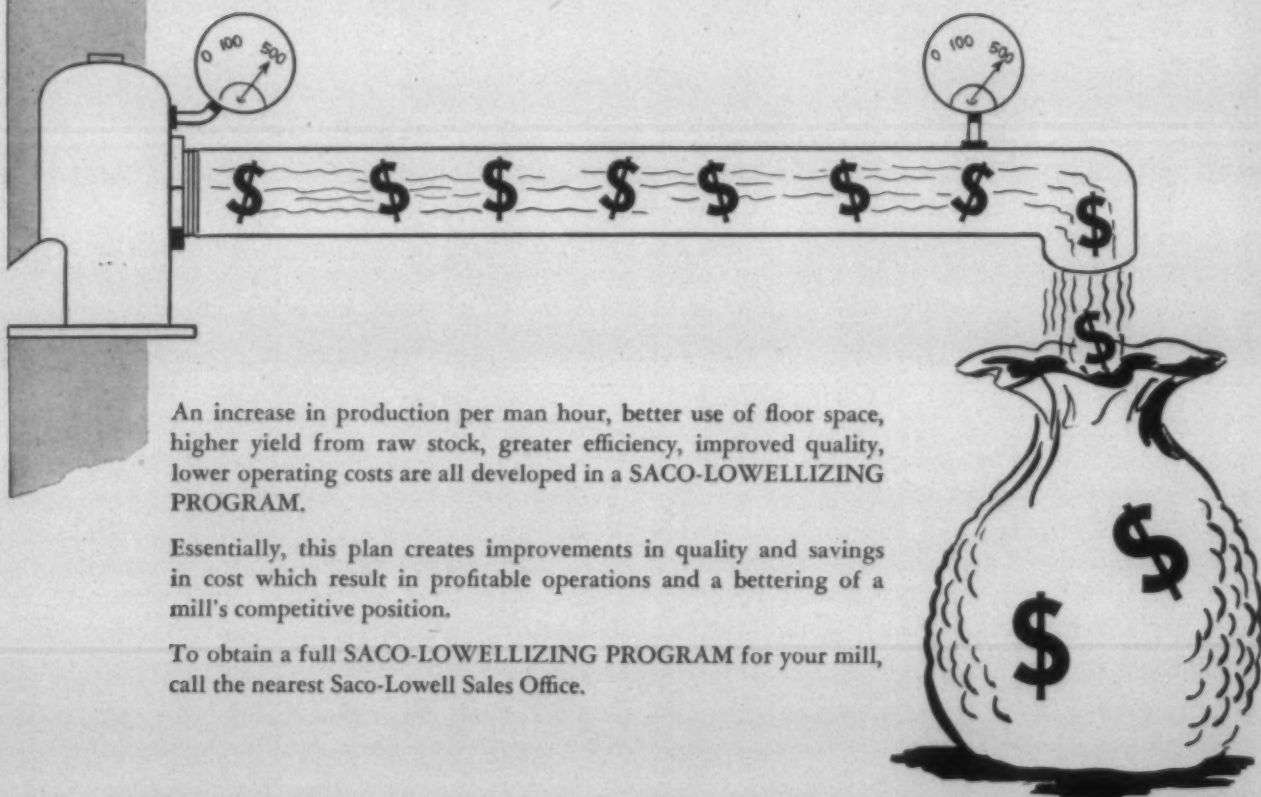 0 100 500
0 100 500
$ $ $ $ $ $ $
$
$
An increase in production per man hour, better use of floor space,
higher yield from raw stock, greater efficiency, improved quality,
lower operating costs are all developed in a SACO-LOWELLIZING
PROGRAM.
Essentially, this plan creates improvements in quality and savings
in cost which result in profitable operations and a bettering of a
mill's competitive position.
To obtain a full SACO-LOWELLIZING PROGRAM for your mill,
call the nearest Saco-Lowell Sales Office.
$
$